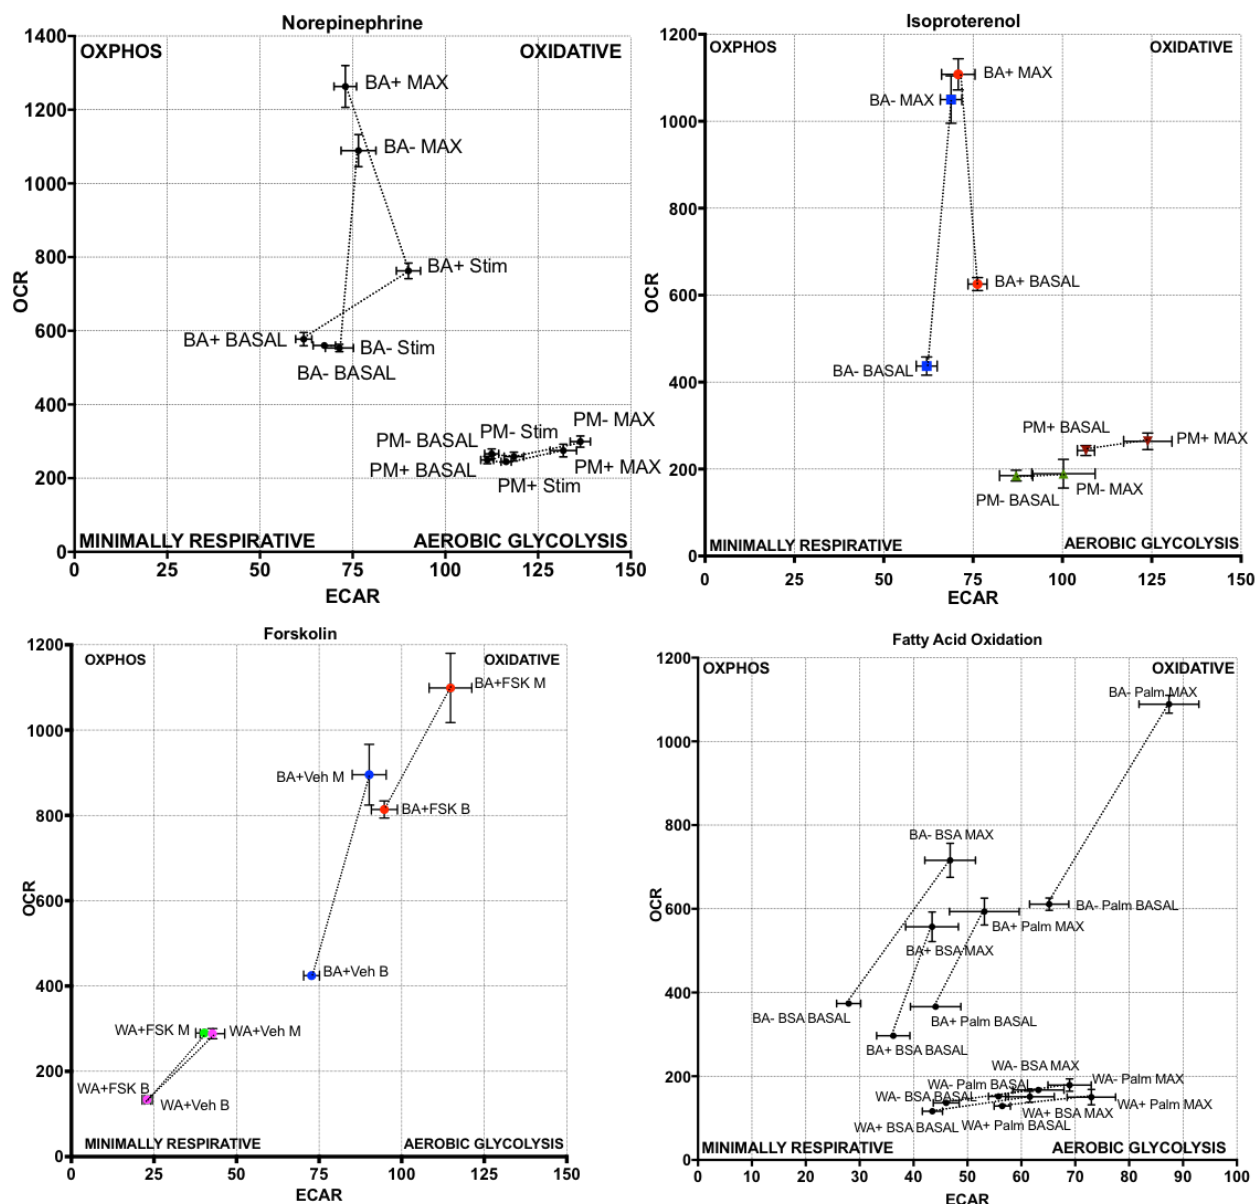 Norepinephrine
1400
OXPHOS
OXIDATIVE
BA+ MAX
1200
BA- MAX
1000
800
BA+ Stim
OCR
600
BA+ BASAL
BA- Stim
BA- BASAL
400
PM- MAX
PM- Stim
PM- BASAL
PM+ BASAL
PM+ MAX
PM+ Stim
200
MINIMALLY RESPIRATIVE
AEROBIC GLYCOLYSIS
0
0 25 50 75 100 125 150
ECAR
Isoproterenol
1200
OXPHOS
OXIDATIVE
BA+ MAX
BA- MAX
1000
800
OCR
600
BA+ BASAL
400
BA- BASAL
PM+ BASAL
PM+ MAX
200
PM- BASAL
PM- MAX
MINIMALLY RESPIRATIVE
AEROBIC GLYCOLYSIS
0
0 25 50 75 100 125 150
ECAR
Forskolin
1200
OXPHOS
OXIDATIVE
BA+FSK M
1000
BA+Veh M
800
BA+FSK B
OCR
600
400
BA+Veh B
WA+FSK M
WA+Veh M
200
WA+FSK B
WA+Veh B
MINIMALLY RESPIRATIVE
AEROBIC GLYCOLYSIS
0
0 25 50 75 100 125 150
ECAR
Fatty Acid Oxidation
1200
OXPHOS
OXIDATIVE
BA- Palm MAX
1000
800
BA- BSA MAX
OCR
600
BA- Palm BASAL
BA+ Palm MAX
BA+ BSA MAX
400
BA- BSA BASAL
BA+ Palm BASAL
BA+ BSA BASAL
200
WA- BSA MAX
WA- Palm BASAL
WA- Palm MAX
WA- BSA BASAL
WA+ Palm MAX
WA+ BSA MAX
WA+ BSA BASAL
WA+ Palm BASAL
MINIMALLY RESPIRATIVE
AEROBIC GLYCOLYSIS
0
0 10 20 30 40 50 60 70 80 90 100
ECAR